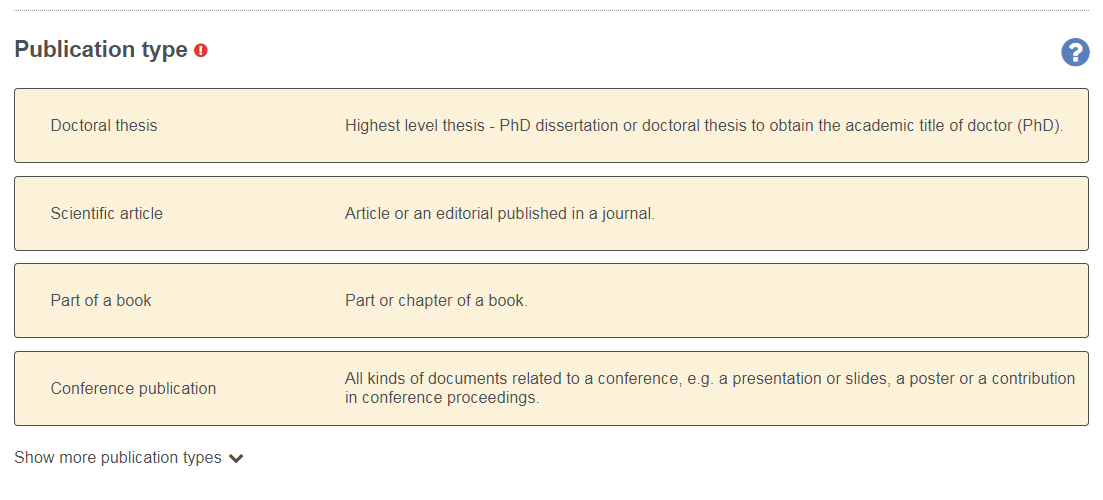 Publication type
Doctoral thesis
Highest level thesis - PhD dissertation or doctoral thesis to obtain the academic title of doctor (PhD).
Scientific article
Article or an editorial published in a journal.
Part of a book
Part or chapter of a book.
Conference publication
All kinds of documents related to a conference, e.g. a presentation or slides, a poster or a contribution
in conference proceedings.
Show more publication types